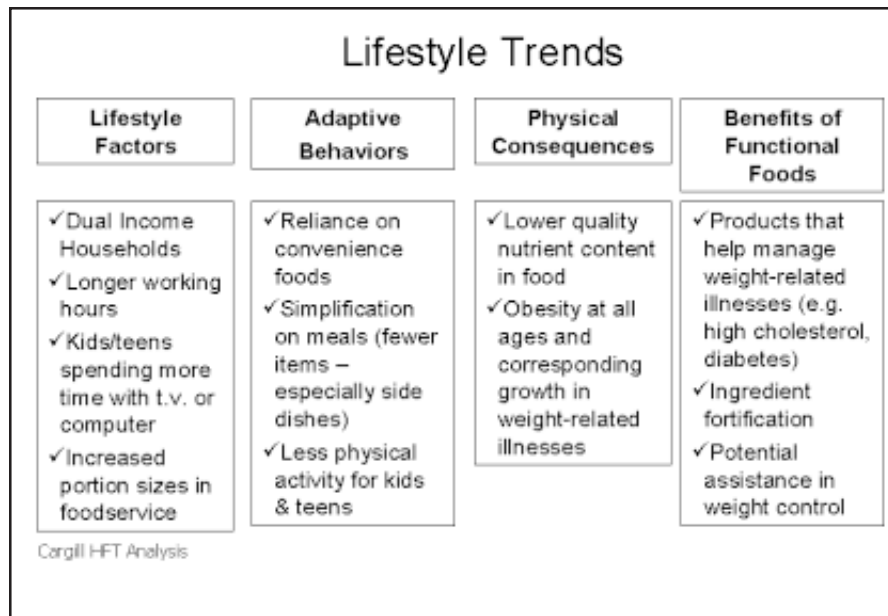 Lifestyle Trends
Lifestyle
Factors
Adaptive
Behaviors
Physical
Consequences
Benefits of
Functional
Foods
✓Dual Income
Households
✓Longer working
hours
✓Kids/teens
spending more
time with t.v. or
computer
✓Increased
portion sizes in
foodservice
✓Reliance on
convenience
foods
✓Simplification
on meals (fewer
items –
especially side
dishes)
✓Less physical
activity for kids
& teens
✓Lower quality
nutrient content
in food
✓Obesity at all
ages and
corresponding
growth in
weight-related
illnesses
✓Products that
help manage
weight-related
illnesses (e.g.
high cholesterol,
diabetes)
✓Ingredient
fortification
✓Potential
assistance in
weight control
Cargill HFT Analysis